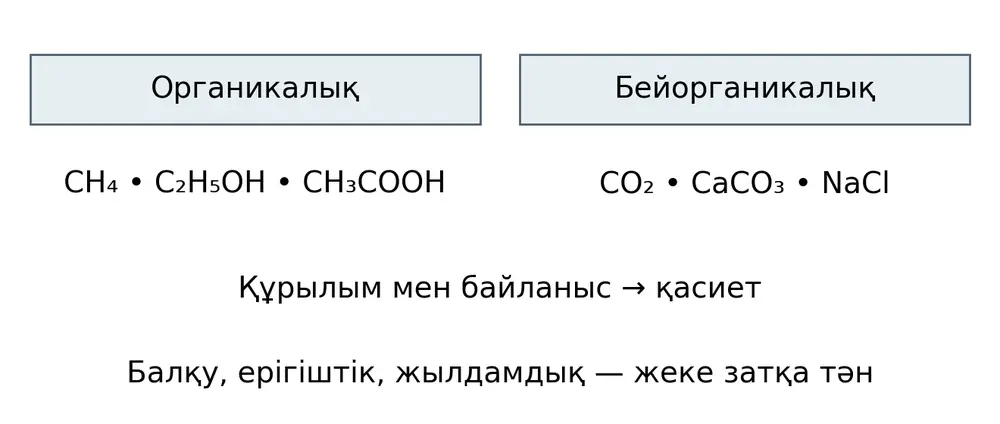 Органикалық
Бейорганикалық
CH₄ • C₂H₅OH • CH₃COOH
CO₂ • CaCO₃ • NaCl
Құрылым мен байланыс → қасиет
Балқу, ерігіштік, жылдамдық — жеке затқа тән